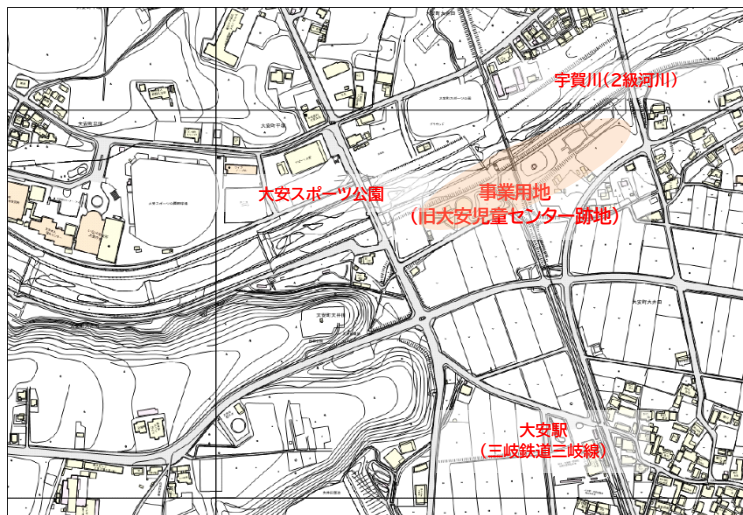 宇賀川(2級河川)
大安スポーツ公園
事業用地
(旧大安児童センター跡地)
大安駅
(三岐鉄道三岐線)